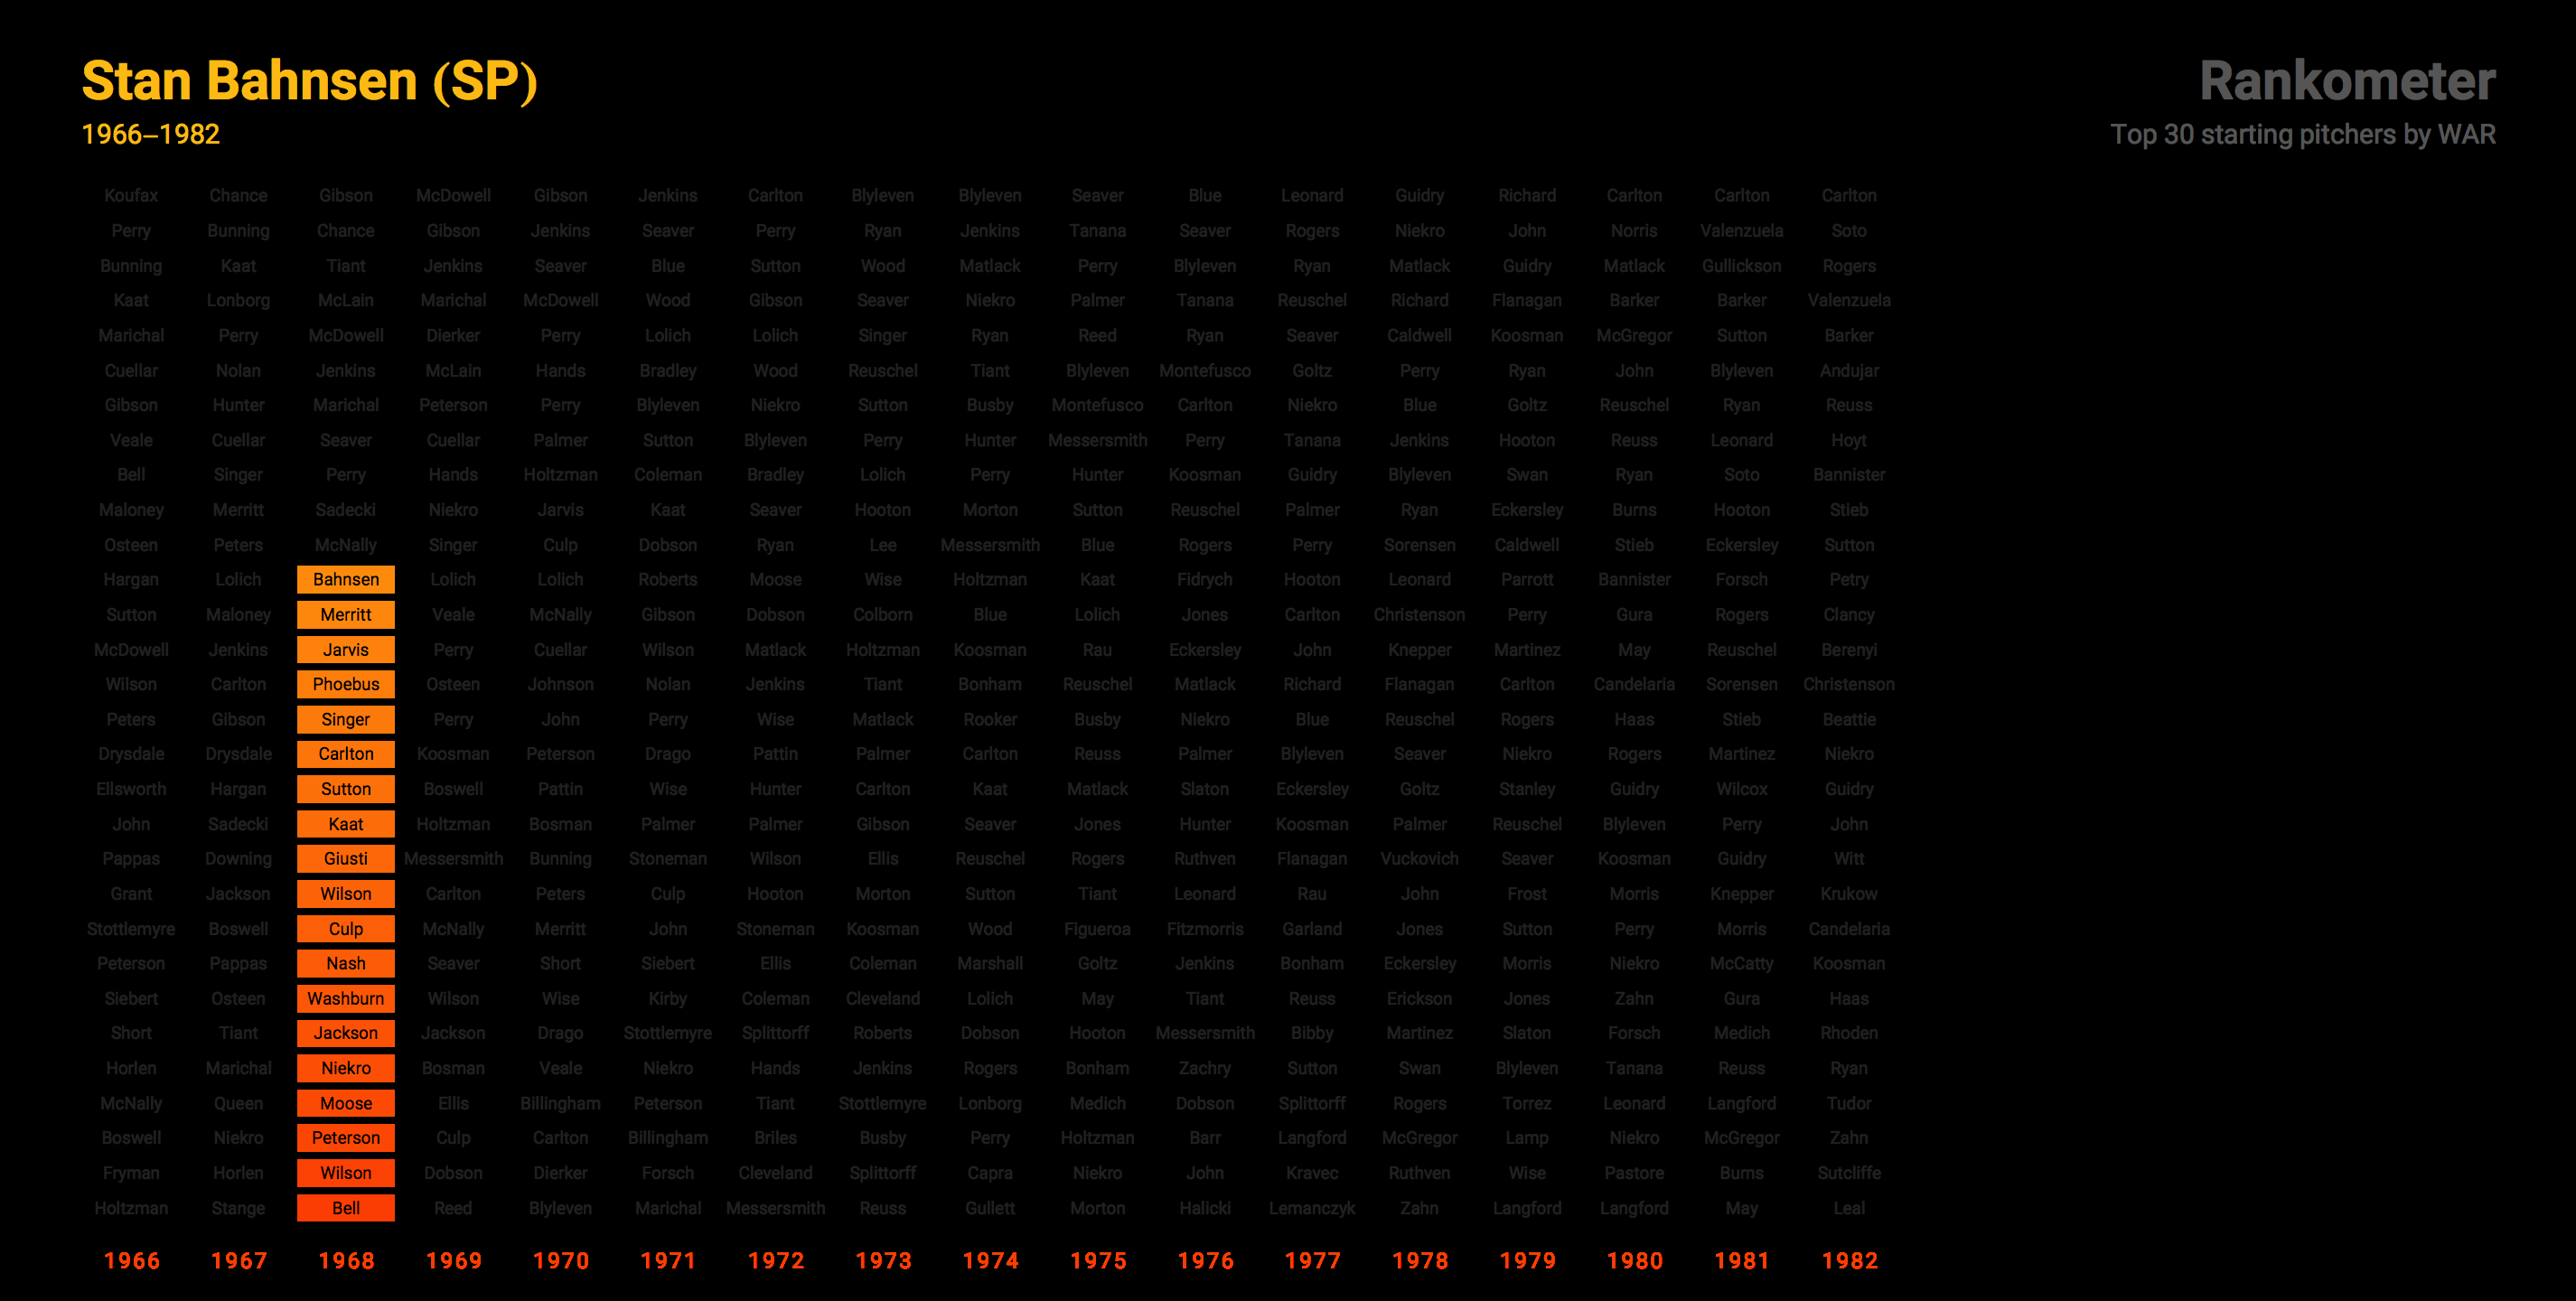 Stan Bahnsen (SP)
1966–1982
Rankometer
Top 30 starting pitchers by WAR
Koufax Chance Gibson McDowell Gibson Jenkins Carlton Blyleven Blyleven Seaver Blue Leonard Guidry Richard Carlton Carlton Carlton
Perry Bunning Chance Gibson Jenkins Seaver Perry Ryan Jenkins Tanana Seaver Rogers Niekro John Norris Valenzuela Soto
Bunning Kaat Tiant Jenkins Seaver Blue Sutton Wood Matlack Perry Blyleven Ryan Matlack Guidry Matlack Gullickson Rogers
Kaat Lonborg McLain Marichal McDowell Wood Gibson Seaver Niekro Palmer Tanana Reuschel Richard Flanagan Barker Barker Valenzuela
Marichal Perry McDowell Dierker Perry Lolich Lolich Singer Ryan Reed Ryan Seaver Caldwell Koosman McGregor Sutton Barker
Cuellar Nolan Jenkins McLain Hands Bradley Wood Reuschel Tiant Blyleven Montefusco Goltz Perry Ryan John Blyleven Andujar
Gibson Hunter Marichal Peterson Perry Blyleven Niekro Sutton Busby Montefusco Carlton Niekro Blue Goltz Reuschel Ryan Reuss
Veale Cuellar Seaver Cuellar Palmer Sutton Blyleven Perry Hunter Messersmith Perry Tanana Jenkins Hooton Reuss Leonard Hoyt
Bell Singer Perry Hands Holtzman Coleman Bradley Lolich Perry Hunter Koosman Guidry Blyleven Swan Ryan Soto Bannister
Maloney Merritt Sadecki Niekro Jarvis Kaat Seaver Hooton Morton Sutton Reuschel Palmer Ryan Eckersley Burns Hooton Stieb
Osteen Peters McNally Singer Culp Dobson Ryan Lee Messersmith Blue Rogers Perry Sorensen Caldwell Stieb Eckersley Sutton
Hargan Lolich Bahnsen Lolich Lolich Roberts Moose Wise Holtzman Kaat Fidrych Hooton Leonard Parrott Bannister Forsch Petry
Sutton Maloney Merritt Veale McNally Gibson Dobson Colborn Blue Lolich Jones Carlton Christenson Perry Gura Rogers Clancy
McDowell Jenkins Jarvis Perry Cuellar Wilson Matlack Holtzman Koosman Rau Eckersley John Knepper Martinez May Reuschel Berenyi
Wilson Carlton Phoebus Osteen Johnson Nolan Jenkins Tiant Bonham Reuschel Matlack Richard Flanagan Carlton Candelaria Sorensen Christenson
Peters Gibson Singer Perry John Perry Wise Matlack Rooker Busby Niekro Blue Reuschel Rogers Haas Stieb Beattie
Drysdale Drysdale Carlton Koosman Peterson Drago Pattin Palmer Carlton Reuss Palmer Blyleven Seaver Niekro Rogers Martinez Niekro
Ellsworth Hargan Sutton Boswell Pattin Wise Hunter Carlton Kaat Matlack Slaton Eckersley Goltz Stanley Guidry Wilcox Guidry
John Sadecki Kaat Holtzman Bosman Palmer Palmer Gibson Seaver Jones Hunter Koosman Palmer Reuschel Blyleven Perry John
Pappas Downing Giusti Messersmith Bunning Stoneman Wilson Ellis Reuschel Rogers Ruthven Flanagan Vuckovich Seaver Koosman Guidry Witt
Grant Jackson Wilson Carlton Peters Culp Hooton Morton Sutton Tiant Leonard Rau John Frost Morris Knepper Krukow
Stottlemyre Boswell Culp McNally Merritt John Stoneman Koosman Wood Figueroa Fitzmorris Garland Jones Sutton Perry Morris Candelaria
Peterson Pappas Nash Seaver Short Siebert Ellis Coleman Marshall Goltz Jenkins Bonham Eckersley Morris Niekro McCatty Koosman
Siebert Osteen Washburn Wilson Wise Kirby Coleman Cleveland Lolich May Tiant Reuss Erickson Jones Zahn Gura Haas
Short Tiant Jackson Jackson Drago Stottlemyre Splittorff Roberts Dobson Hooton Messersmith Bibby Martinez Slaton Forsch Medich Rhoden
Horlen Marichal Niekro Bosman Veale Niekro Hands Jenkins Rogers Bonham Zachry Sutton Swan Blyleven Tanana Reuss Ryan
McNally Queen Moose Ellis Billingham Peterson Tiant Stottlemyre Lonborg Medich Dobson Splittorff Rogers Torrez Leonard Langford Tudor
Boswell Niekro Peterson Culp Carlton Billingham Briles Busby Perry Holtzman Barr Langford McGregor Lamp Niekro McGregor Zahn
Fryman Horlen Wilson Dobson Dierker Forsch Cleveland Splittorff Capra Niekro John Kravec Ruthven Wise Pastore Burns Sutcliffe
Holtzman Stange Bell Reed Blyleven Marichal Messersmith Reuss Gullett Morton Halicki Lemanczyk Zahn Langford Langford May Leal
1966 1967 1968 1969 1970 1971 1972 1973 1974 1975 1976 1977 1978 1979 1980 1981 1982